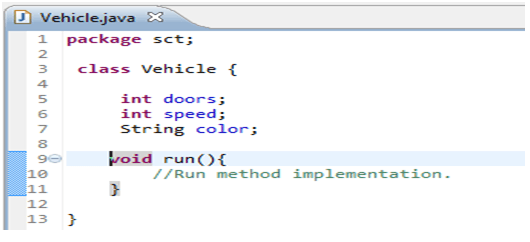 Vehicle.java
1 package sct;
2
3 class Vehicle {
4
5 int doors;
6 int speed;
7 String color;
8
9 void run(){
10 //Run method implementation.
11 }
12
13 }